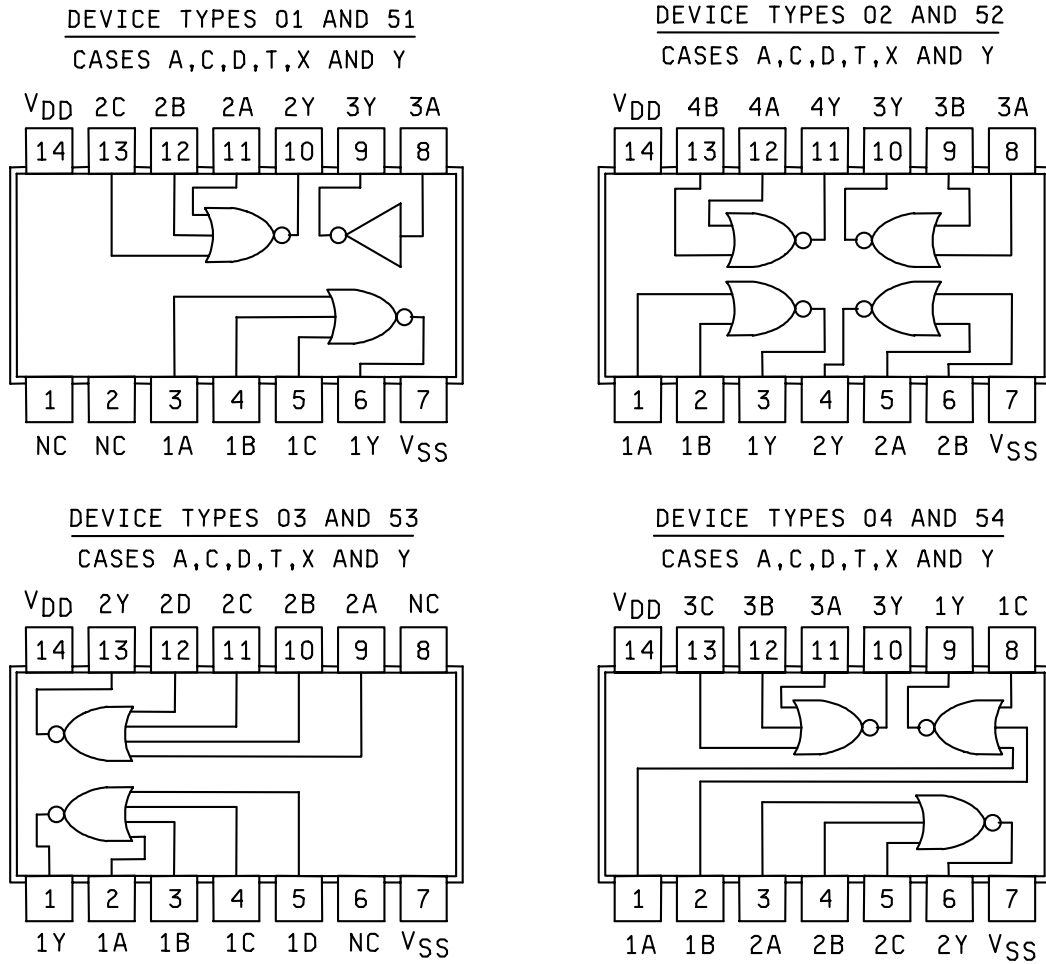 DEVICE TYPES 01 AND 51
CASES A,C,D,T,X AND Y
VDD 2C 2B 2A 2Y 3Y 3A
14 13 12 11 10 9 8
1 2 3 4 5 6 7
NC NC 1A 1B 1C 1Y VSS
DEVICE TYPES 02 AND 52
CASES A,C,D,T,X AND Y
VDD 4B 4A 4Y 3Y 3B 3A
14 13 12 11 10 9 8
1 2 3 4 5 6 7
1A 1B 1Y 2Y 2A 2B VSS
DEVICE TYPES 03 AND 53
CASES A,C,D,T,X AND Y
VDD 2Y 2D 2C 2B 2A NC
14 13 12 11 10 9 8
1 2 3 4 5 6 7
1Y 1A 1B 1C 1D NC VSS
DEVICE TYPES 04 AND 54
CASES A,C,D,T,X AND Y
VDD 3C 3B 3A 3Y 1Y 1C
14 13 12 11 10 9 8
1 2 3 4 5 6 7
1A 1B 2A 2B 2C 2Y VSS